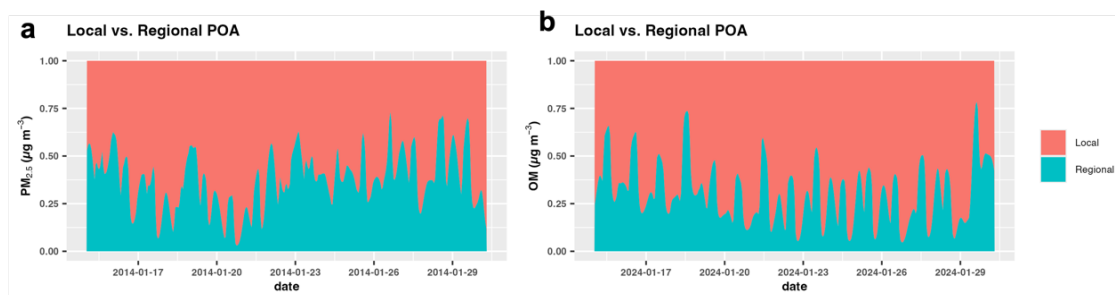 a
Local vs. Regional POA
1.00
0.75
0.50
0.25
0.00
PM2.5 (μg m−3)
2014-01-17
2014-01-20
2014-01-23
2014-01-26
2014-01-29
date
b
Local vs. Regional POA
1.00
0.75
0.50
0.25
0.00
OM (μg m−3)
2024-01-17
2024-01-20
2024-01-23
2024-01-26
2024-01-29
date
Local
Regional